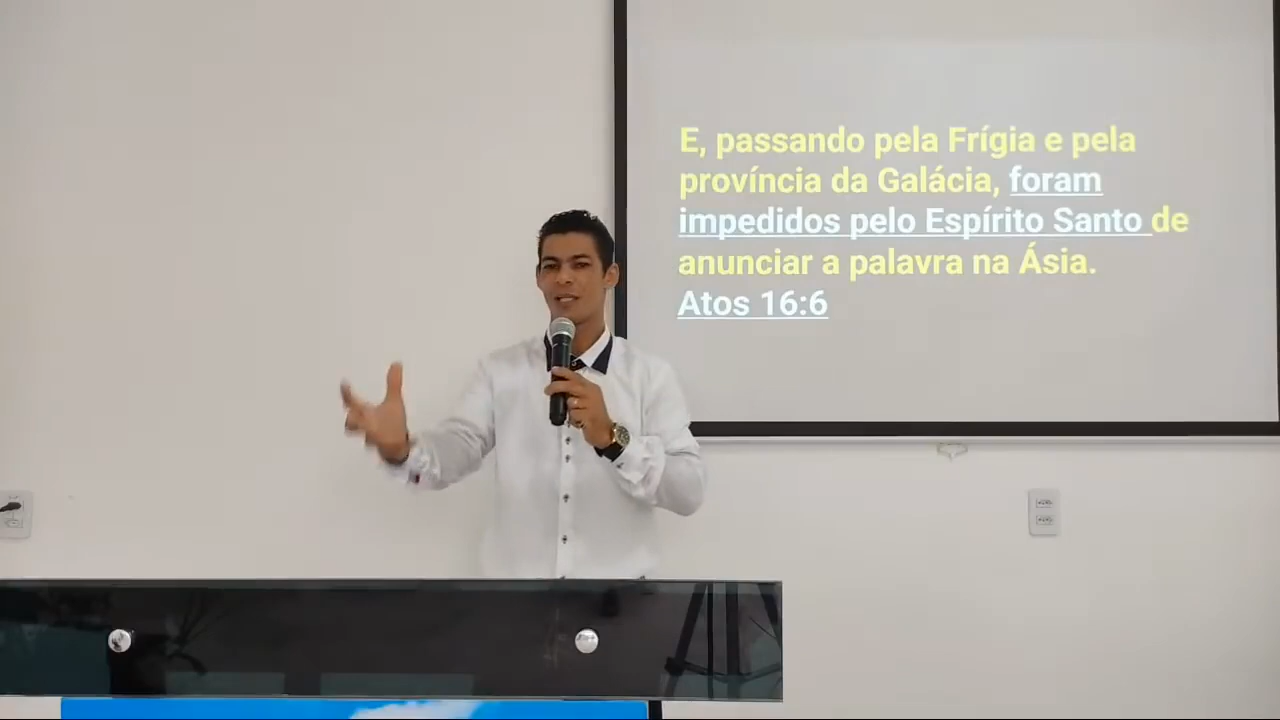 E, passando pela Frígia e pela
província da Galácia, foram
impedidos pelo Espírito Santo de
anunciar a palavra na Ásia.
Atos 16:6